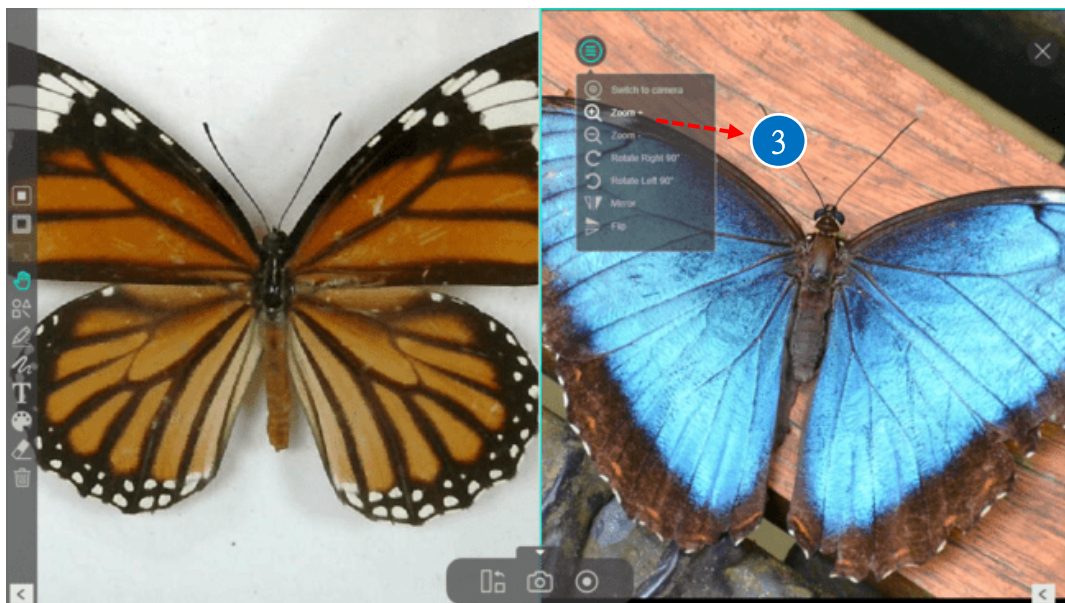 Switch to camera
Zoom +
3
Zoom -
Rotate Right 90°
Rotate Left 90°
Mirror
Flip
T